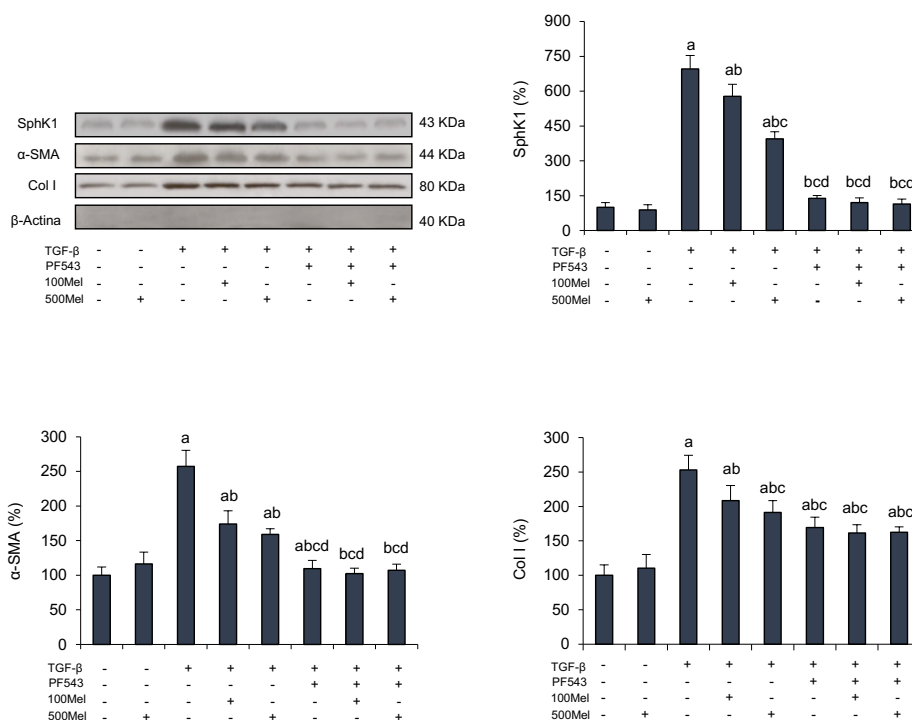 SphK1 43 KDa
α-SMA 44 KDa
Col I 80 KDa
β-Actina 40 KDa
TGF-β - - + + + + + +
PF543 - - - - - + + +
100Mel - - - + - - + -
500Mel - + - - + - - +
900
750
600
450
300
150
0
SphK1 (%)
a
ab
abc
bcd bcd bcd
TGF-β - - + + + + + +
PF543 - - - - - + + +
100Mel - - - + - - + -
500Mel - + - - + - - +
300
250
200
150
100
50
0
α-SMA (%)
a
ab ab
abcd bcd bcd
TGF-β - - + + + + + +
PF543 - - - - - + + +
100Mel - - - + - - + -
500Mel - + - - + - - +
300
250
200
150
100
50
0
Col I (%)
a
ab abc
abc abc abc
TGF-β - - + + + + + +
PF543 - - - - - + + +
100Mel - - - + - - + -
500Mel - + - - + - - +